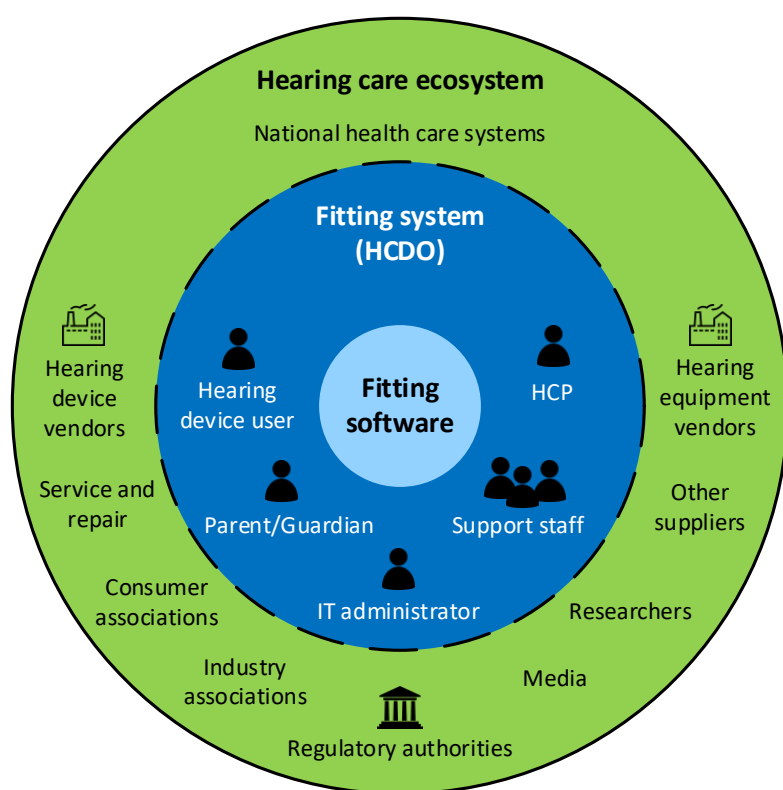 Hearing care ecosystem
National health care systems
Fitting system
(HCDO)
Hearing
device
vendors
Hearing
device user
Fitting
software
HCP
Hearing
equipment
vendors
Service and
repair
Parent/Guardian
Support staff
Other
suppliers
Consumer
associations
IT administrator
Researchers
Industry
associations
Media
Regulatory authorities